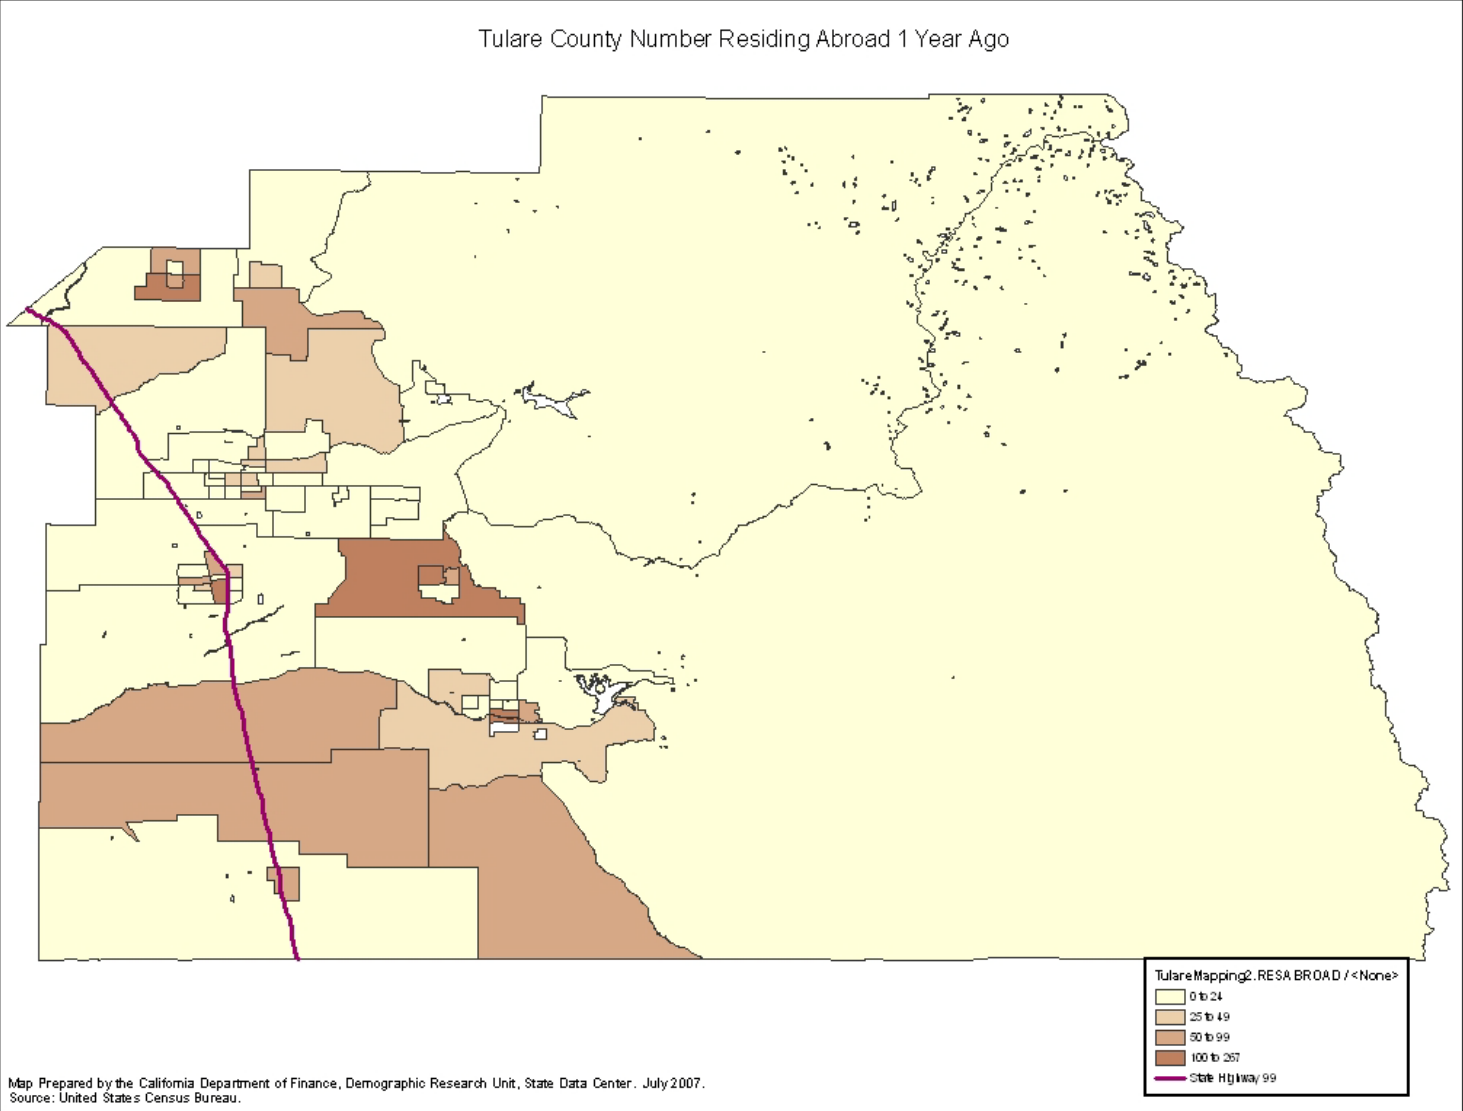 Tulare County Number Residing Abroad 1 Year Ago
TulareMapping2.RESABROAD / <None>
0 to 24
25 to 49
50 to 99
100 to 267
State Highway 99
Map Prepared by the California Department of Finance, Demographic Research Unit, State Data Center. July 2007.
Source: United States Census Bureau.